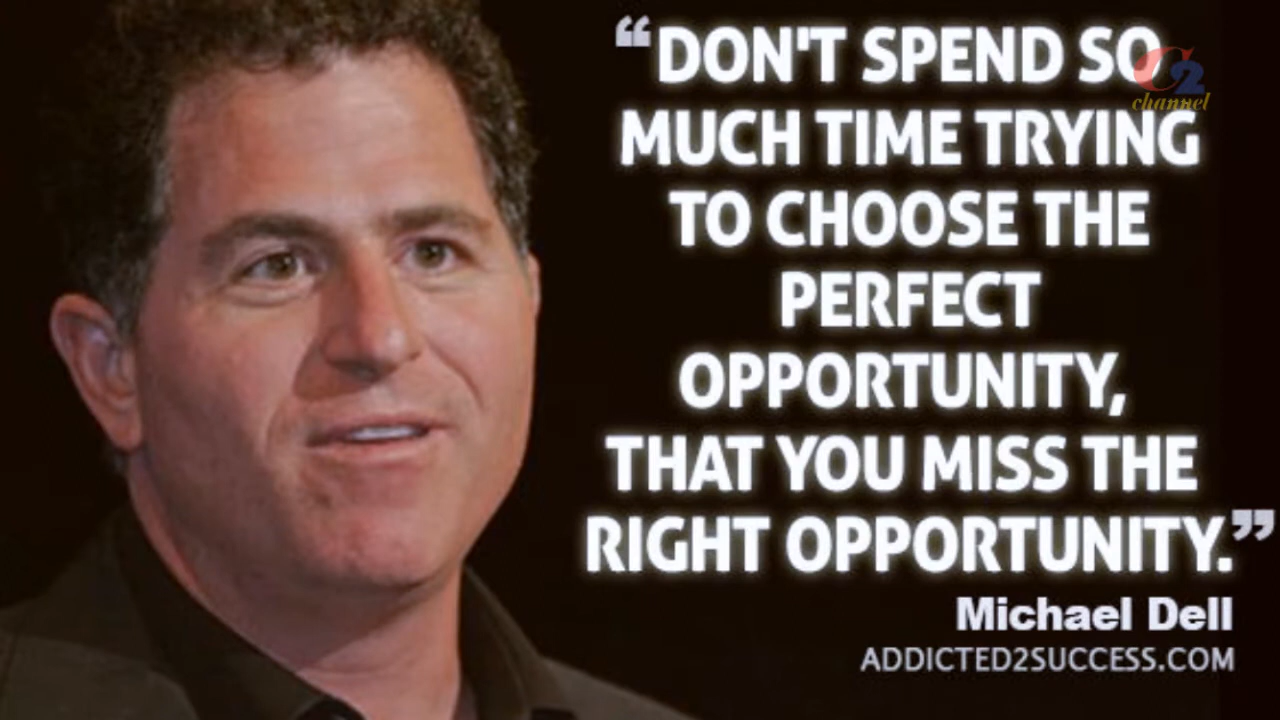 “DON'T SPEND SO
MUCH TIME TRYING
TO CHOOSE THE
PERFECT
OPPORTUNITY,
THAT YOU MISS THE
RIGHT OPPORTUNITY.”
Michael Dell
ADDICTED2SUCCESS.COM
C2
channel